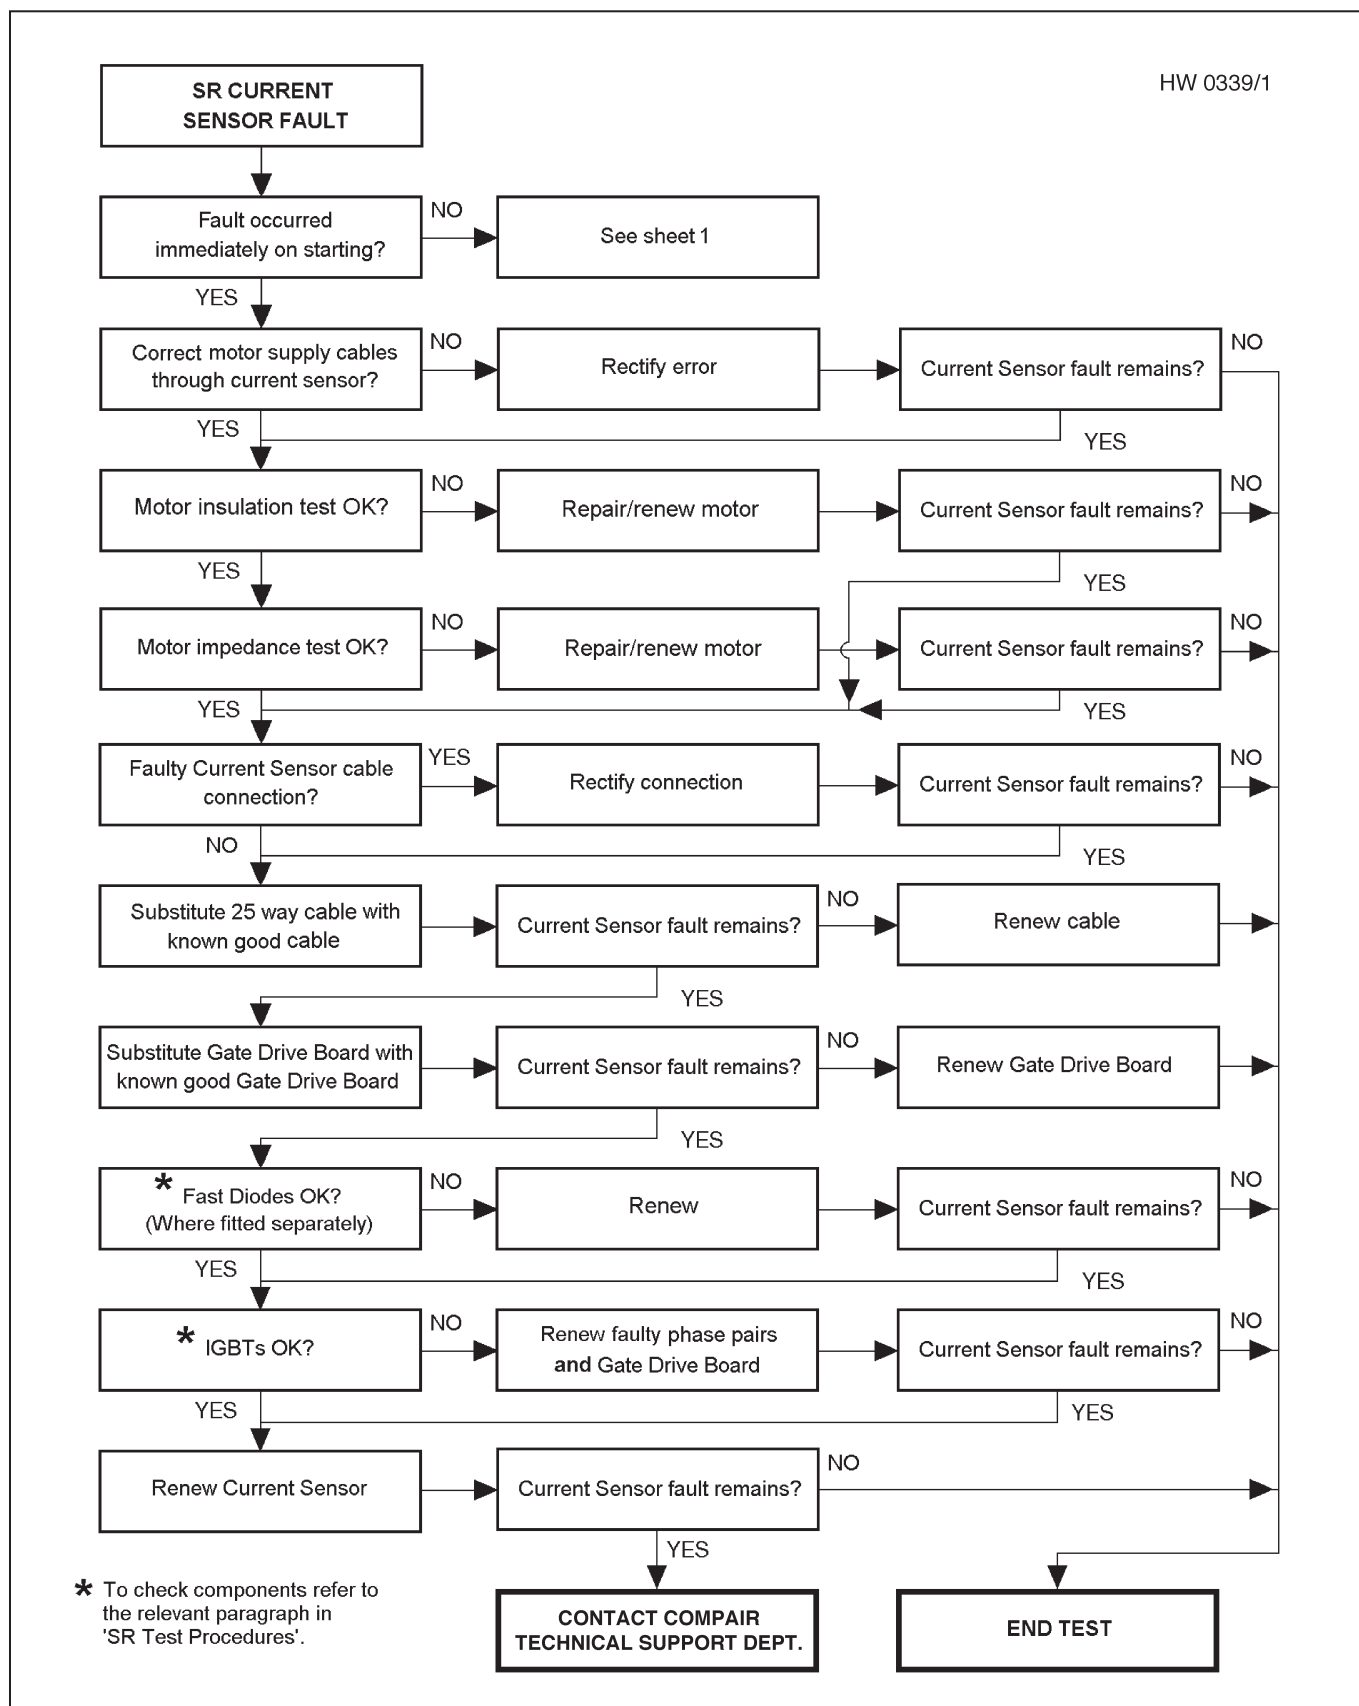 HW 0339/1
SR CURRENT
SENSOR FAULT
Fault occurred
immediately on starting?
NO
See sheet 1
YES
Correct motor supply cables
through current sensor?
NO
Rectify error
Current Sensor fault remains?
NO
YES
YES
Motor insulation test OK?
NO
Repair/renew motor
Current Sensor fault remains?
NO
YES
YES
Motor impedance test OK?
NO
Repair/renew motor
Current Sensor fault remains?
NO
YES
YES
Faulty Current Sensor cable
connection?
YES
Rectify connection
Current Sensor fault remains?
NO
NO
YES
Substitute 25 way cable with
known good cable
Current Sensor fault remains?
NO
Renew cable
YES
Substitute Gate Drive Board with
known good Gate Drive Board
Current Sensor fault remains?
NO
Renew Gate Drive Board
YES
* Fast Diodes OK?
(Where fitted separately)
NO
Renew
Current Sensor fault remains?
NO
YES
YES
* IGBTs OK?
NO
Renew faulty phase pairs
and Gate Drive Board
Current Sensor fault remains?
NO
YES
YES
Renew Current Sensor
Current Sensor fault remains?
NO
YES
* To check components refer to
the relevant paragraph in
'SR Test Procedures'.
CONTACT COMPAIR
TECHNICAL SUPPORT DEPT.
END TEST